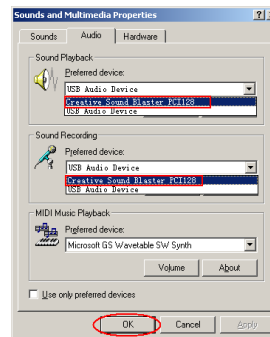 Sounds and Multimedia Properties ?
Sounds Audio Hardware
Sound Playback
Preferred device:
USB Audio Device
Creative Sound Blaster PCI128
USB Audio Device
Sound Recording
Preferred device:
USB Audio Device
Creative Sound Blaster PCI128
USB Audio Device
MIDI Music Playback
Preferred device:
Microsoft GS Wavetable SW Synth
Volume About
Use only preferred devices
OK Cancel Apply